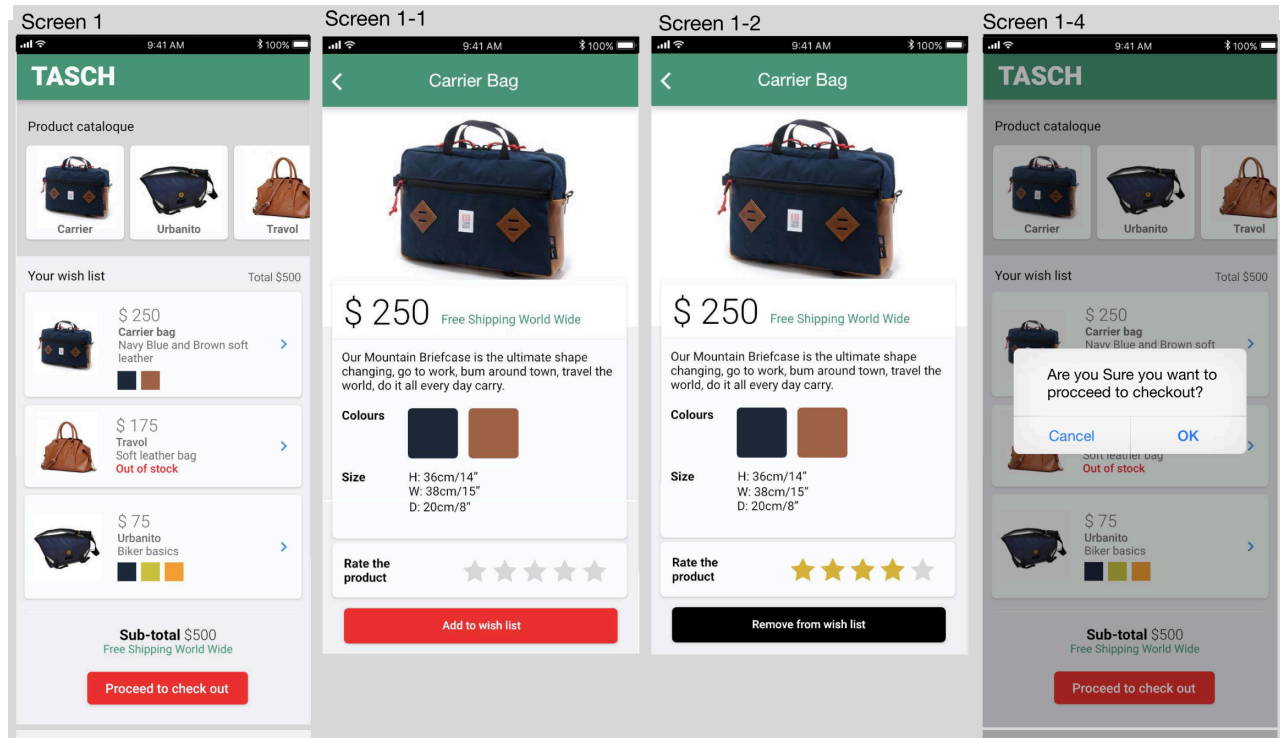 Screen 1
9:41 AM
100%
TASCH
Product cataloque
Carrier
Urbanito
Travol
Your wish list
Total $500
$ 250
Carrier bag
Navy Blue and Brown soft
leather
$ 175
Travol
Soft leather bag
Out of stock
$ 75
Urbanito
Biker basics
Sub-total $500
Free Shipping World Wide
Proceed to check out
Screen 1-1
9:41 AM
100%
Carrier Bag
$ 250
Free Shipping World Wide
Our Mountain Briefcase is the ultimate shape
changing, go to work, bum around town, travel the
world, do it all every day carry.
Colours
Size
H: 36cm/14"
W: 38cm/15"
D: 20cm/8"
Rate the
product
Add to wish list
Screen 1-2
9:41 AM
100%
Carrier Bag
$ 250
Free Shipping World Wide
Our Mountain Briefcase is the ultimate shape
changing, go to work, bum around town, travel the
world, do it all every day carry.
Colours
Size
H: 36cm/14"
W: 38cm/15"
D: 20cm/8"
Rate the
product
Remove from wish list
Screen 1-4
9:41 AM
100%
TASCH
Product cataloque
Carrier
Urbanito
Travol
Your wish list
Total $500
$ 250
Carrier bag
Navy Blue and Brown soft
Are you Sure you want to
procceed to checkout?
Cancel
OK
Soft leather bag
Out of stock
$ 75
Urbanito
Biker basics
Sub-total $500
Free Shipping World Wide
Proceed to check out